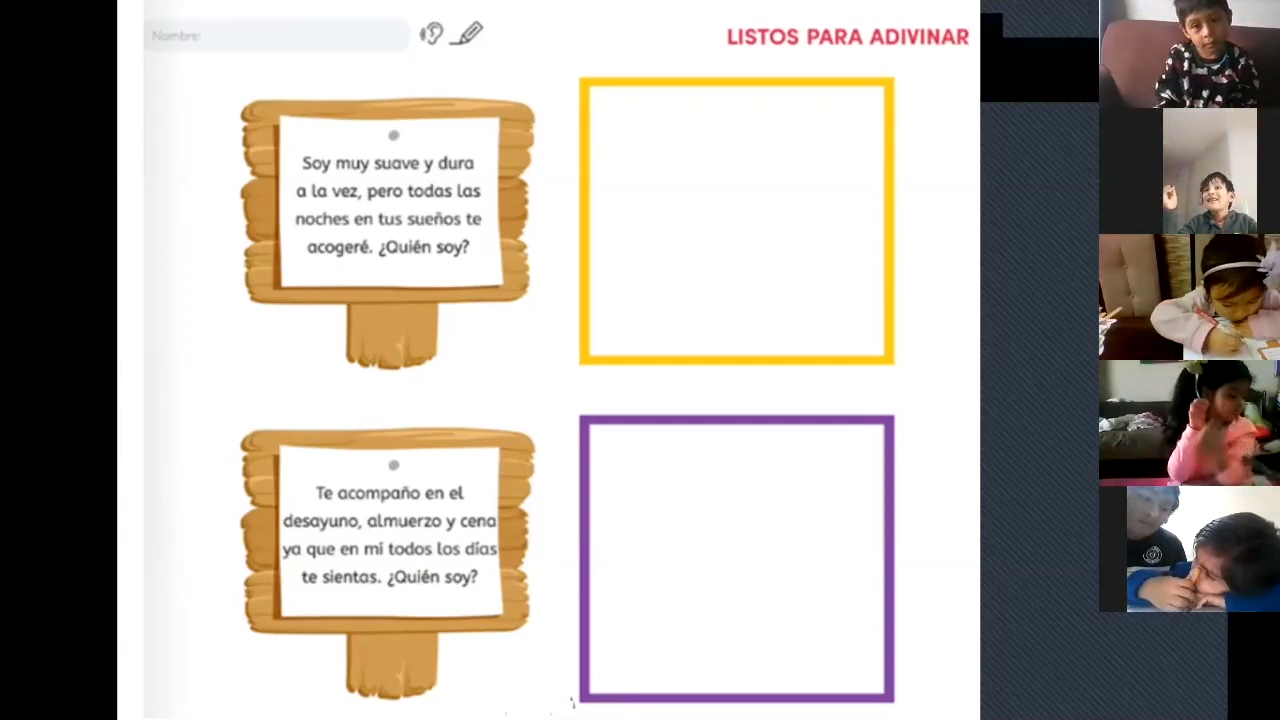 Nombre:
LISTOS PARA ADIVINAR
Soy muy suave y dura
a la vez, pero todas las
noches en tus sueños te
acogeré. ¿Quién soy?
Te acompaño en el
desayuno, almuerzo y cena
ya que en mí todos los días
te sientas. ¿Quién soy?